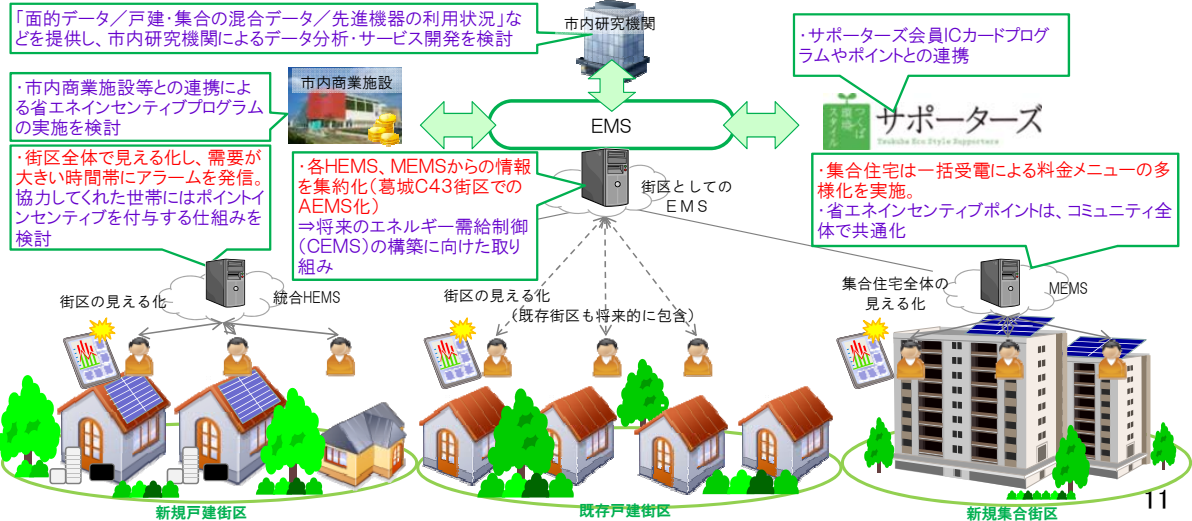 「面的データ／戸建・集合の混合データ／先進機器の利用状況」な
どを提供し、市内研究機関によるデータ分析・サービス開発を検討
市内研究機関
・サポーターズ会員ICカードプログ
ラムやポイントとの連携
・市内商業施設等との連携によ
る省エネインセンティブプログラム
の実施を検討
市内商業施設
EMS
つくば
環境
スタイル
サポーターズ
Tsukuba Eco Style Supporters
・街区全体で見える化し、需要が
大きい時間帯にアラームを発信。
協力してくれた世帯にはポイントイ
ンセンティブを付与する仕組みを
検討
・各HEMS、MEMSからの情報
を集約化（葛城C43街区での
AEMS化）
⇒将来のエネルギー需給制御
（CEMS）の構築に向けた取り
組み
街区としての
ＥＭＳ
・集合住宅は一括受電による料金メニューの多
様化を実施。
・省エネインセンティブポイントは、コミュニティ全
体で共通化
街区の見える化
統合HEMS
街区の見える化
（既存街区も将来的に包含）
集合住宅全体の
見える化
MEMS
新規戸建街区
既存戸建街区
新規集合街区
11